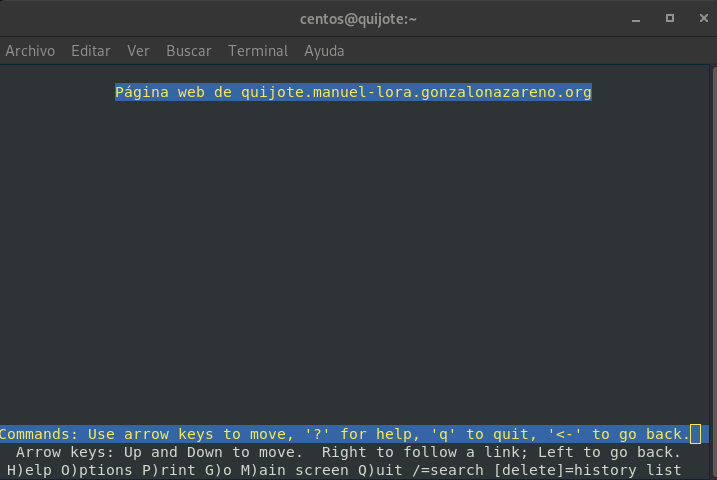 centos@quijote:~
Archivo Editar Ver Buscar Terminal Ayuda
Página web de quijote.manuel-lora.gonzalonazareno.org
Commands: Use arrow keys to move, '?' for help, 'q' to quit, '<-' to go back.
Arrow keys: Up and Down to move.  Right to follow a link; Left to go back.
H)elp O)ptions P)rint G)o M)ain screen Q)uit /=search [delete]=history list